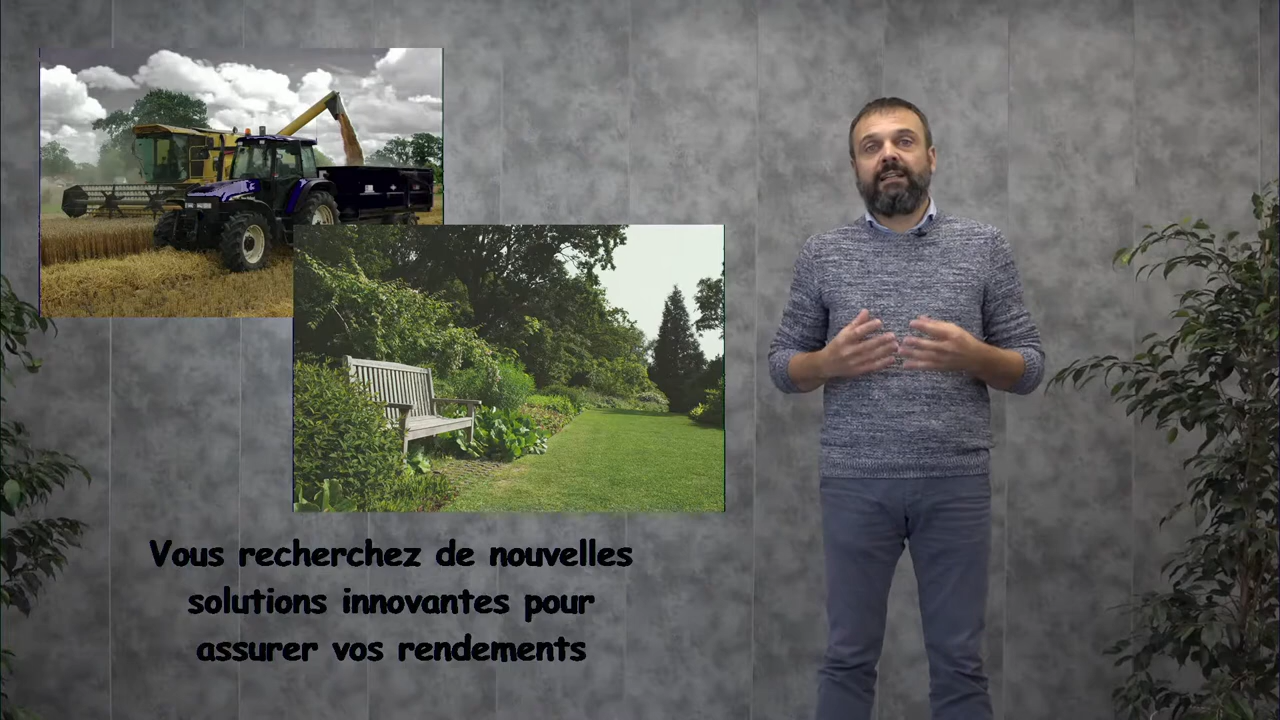 Vous recherchez de nouvelles
solutions innovantes pour
assurer vos rendements